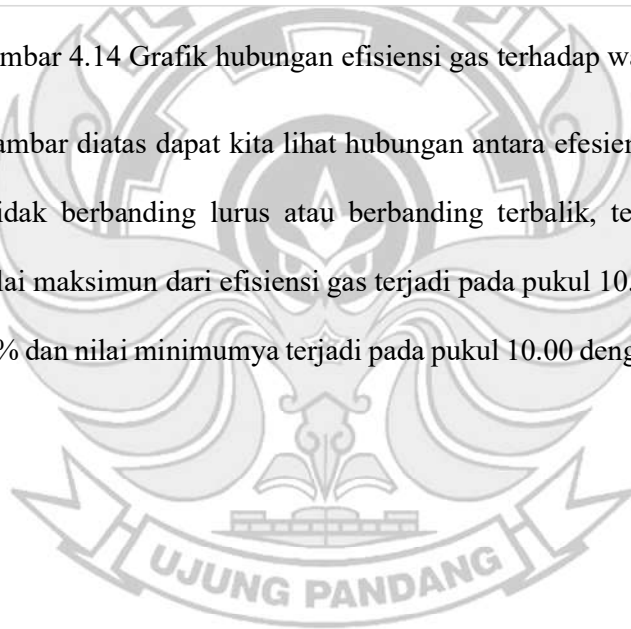 mbar 4.14 Grafik hubungan efisiensi gas terhadap wa
ambar diatas dapat kita lihat hubungan antara efesien
idak berbanding lurus atau berbanding terbalik, te
lai maksimun dari efisiensi gas terjadi pada pukul 10.
% dan nilai minimumya terjadi pada pukul 10.00 deng
UJUNG PANDANG